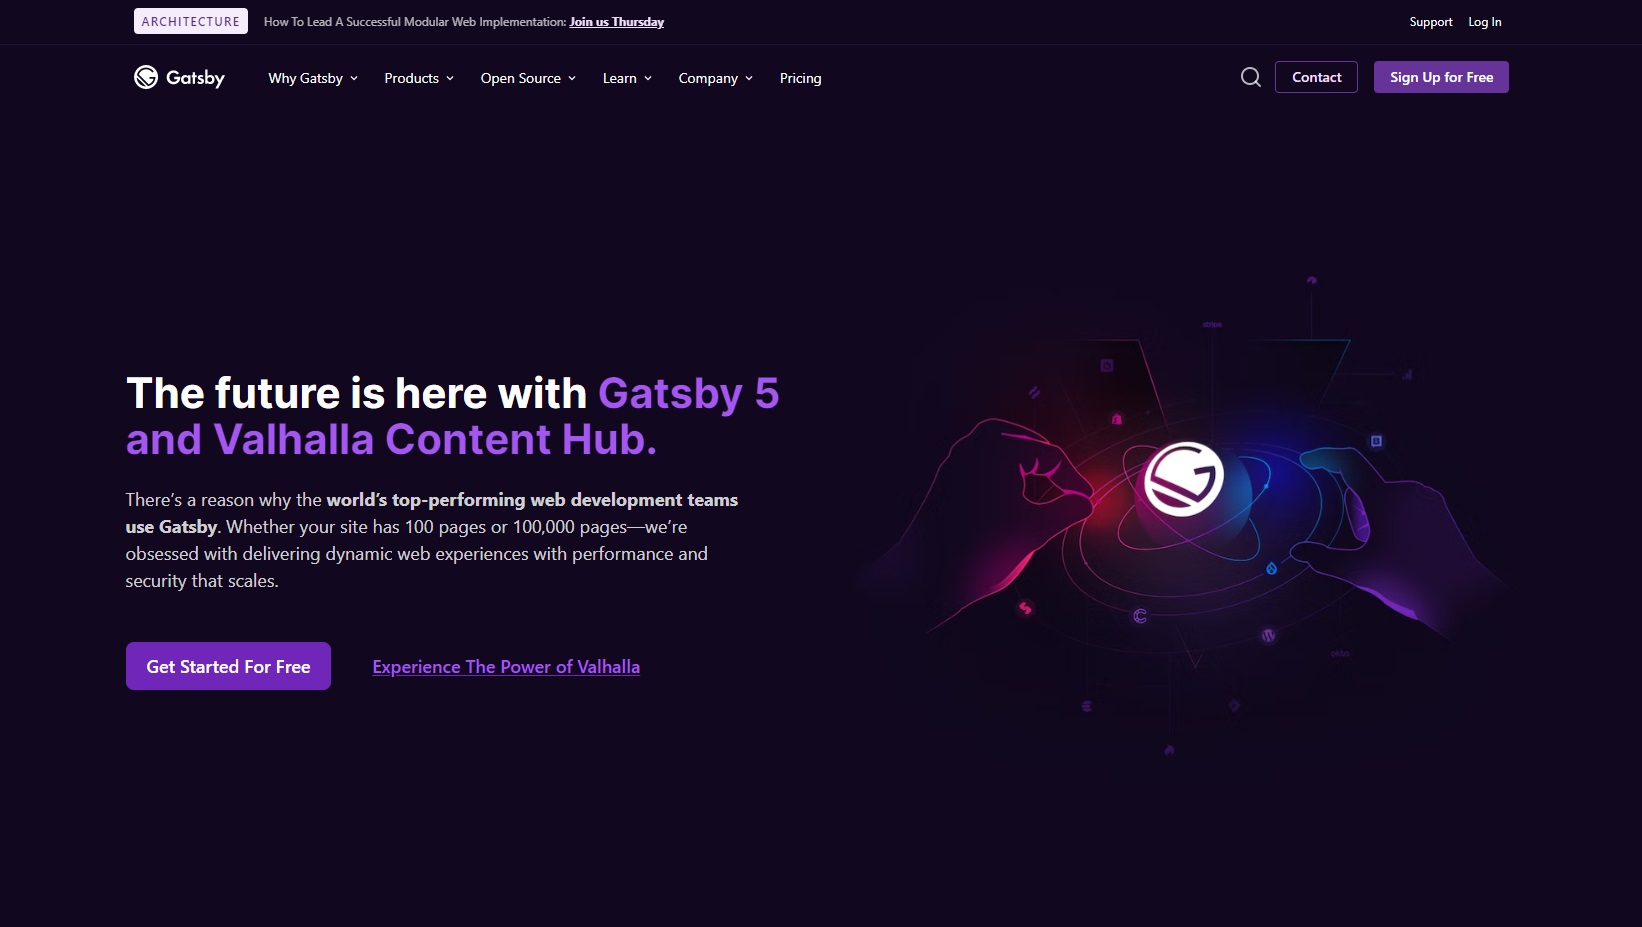 ARCHITECTURE How To Lead A Successful Modular Web Implementation: Join us Thursday Support Log In
Gatsby Why Gatsby Products Open Source Learn Company Pricing Contact Sign Up for Free
stripe
The future is here with Gatsby 5
and Valhalla Content Hub.
There’s a reason why the world’s top-performing web development teams
use Gatsby. Whether your site has 100 pages or 100,000 pages—we’re
obsessed with delivering dynamic web experiences with performance and
security that scales.
Get Started For Free Experience The Power of Valhalla